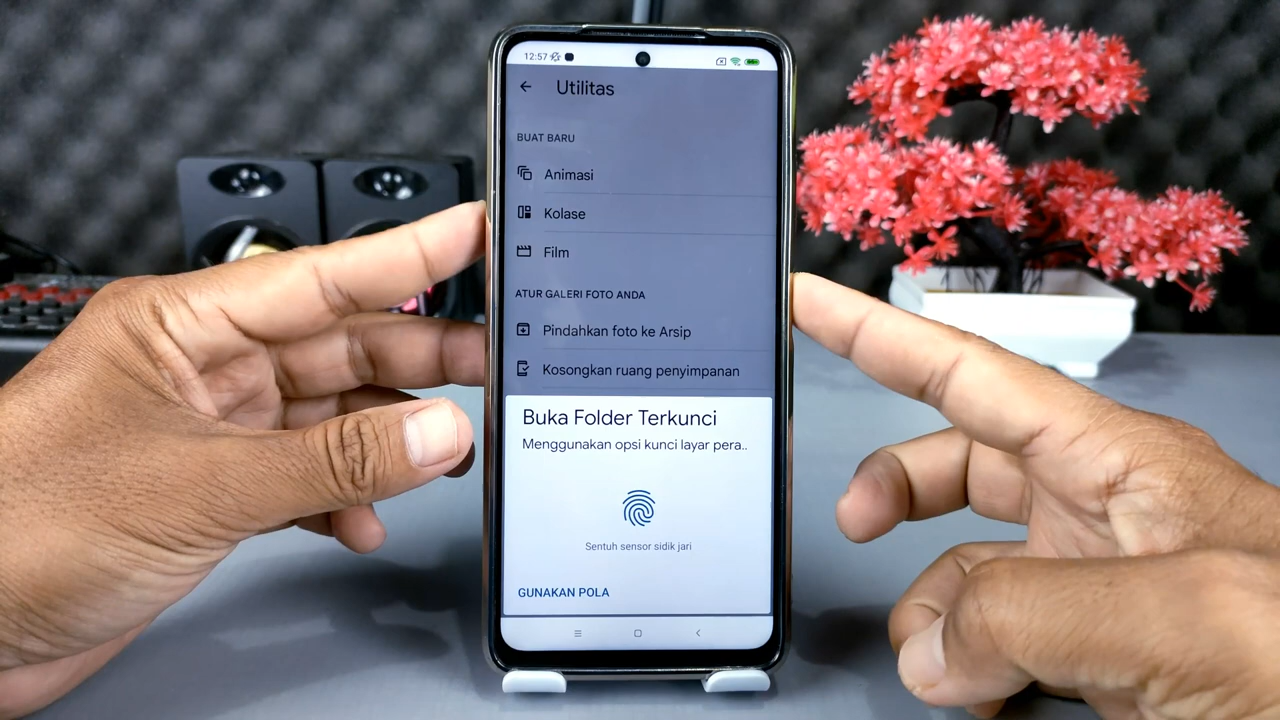 12:57
Utilitas
BUAT BARU
Animasi
Kolase
Film
ATUR GALERI FOTO ANDA
Pindahkan foto ke Arsip
Kosongkan ruang penyimpanan
Buka Folder Terkunci
Menggunakan opsi kunci layar pera..
Sentuh sensor sidik jari
GUNAKAN POLA